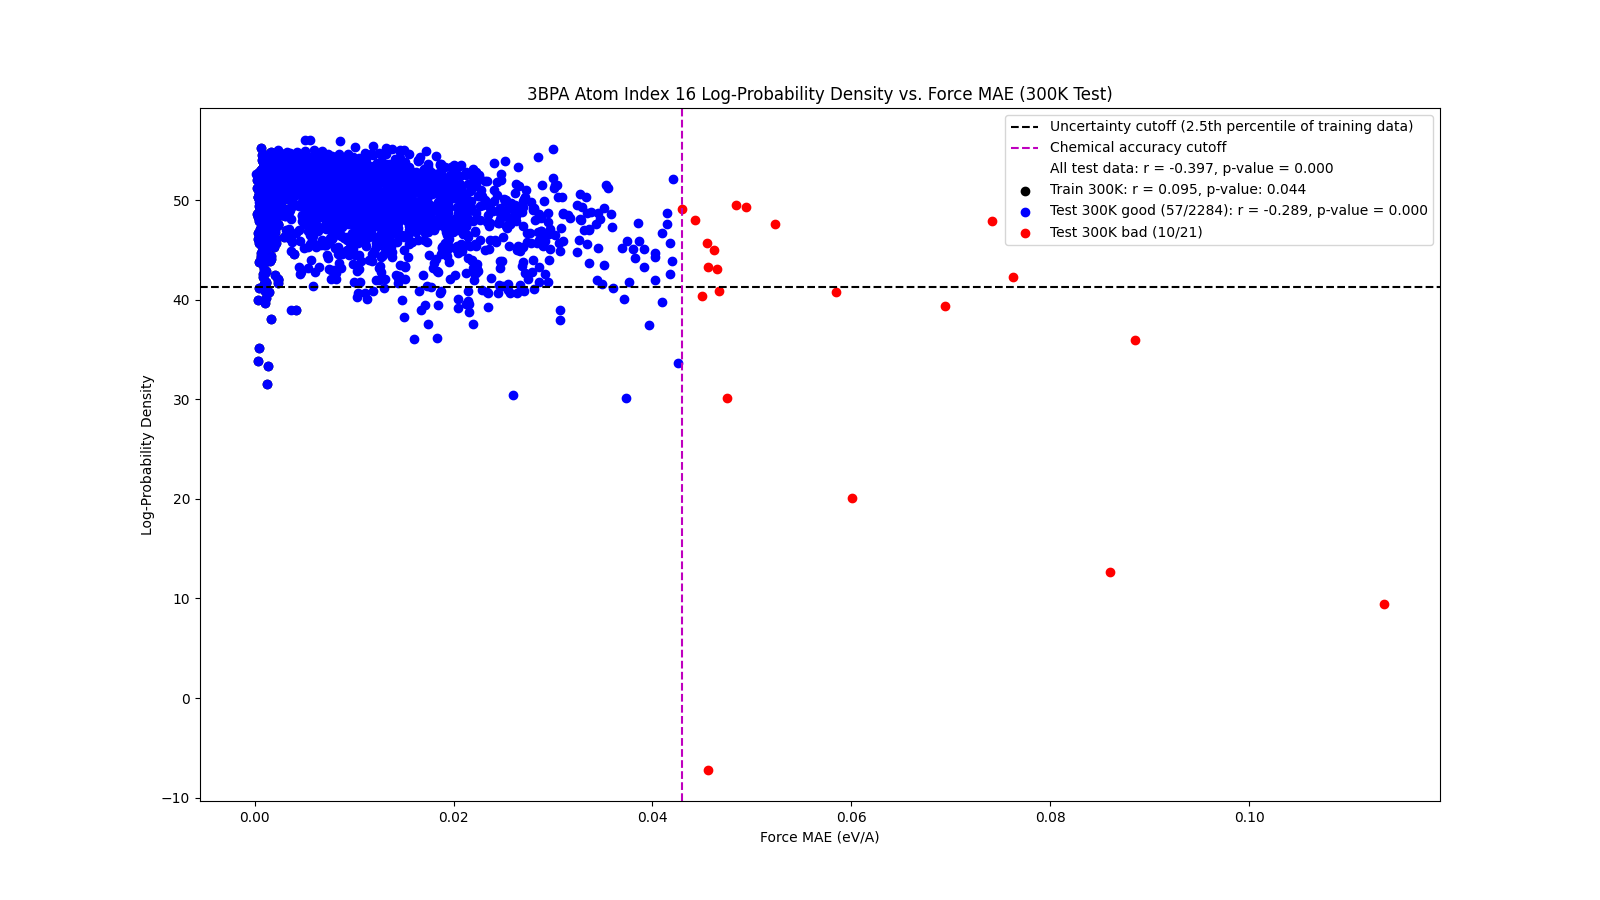 3BPA Atom Index 16 Log-Probability Density vs. Force MAE (300K Test)
Uncertainty cutoff (2.5th percentile of training data)
Chemical accuracy cutoff
All test data: r = -0.397, p-value = 0.000
Train 300K: r = 0.095, p-value: 0.044
Test 300K good (57/2284): r = -0.289, p-value = 0.000
Test 300K bad (10/21)
Log-Probability Density
50
40
30
20
10
0
−10
0.00 0.02 0.04 0.06 0.08 0.10
Force MAE (eV/A)